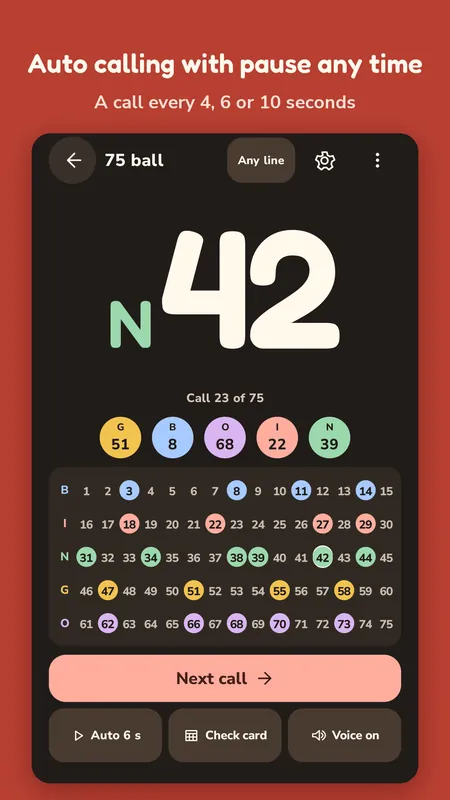 Auto calling with pause any time
A call every 4, 6 or 10 seconds
75 ball
Any line
N 42
Call 23 of 75
G B O I N
51 8 68 22 39
B 1 2 3 4 5 6 7 8 9 10 11 12 13 14 15
I 16 17 18 19 20 21 22 23 24 25 26 27 28 29 30
N 31 32 33 34 35 36 37 38 39 40 41 42 43 44 45
G 46 47 48 49 50 51 52 53 54 55 56 57 58 59 60
O 61 62 63 64 65 66 67 68 69 70 71 72 73 74 75
Next call
Auto 6 s
Check card
Voice on